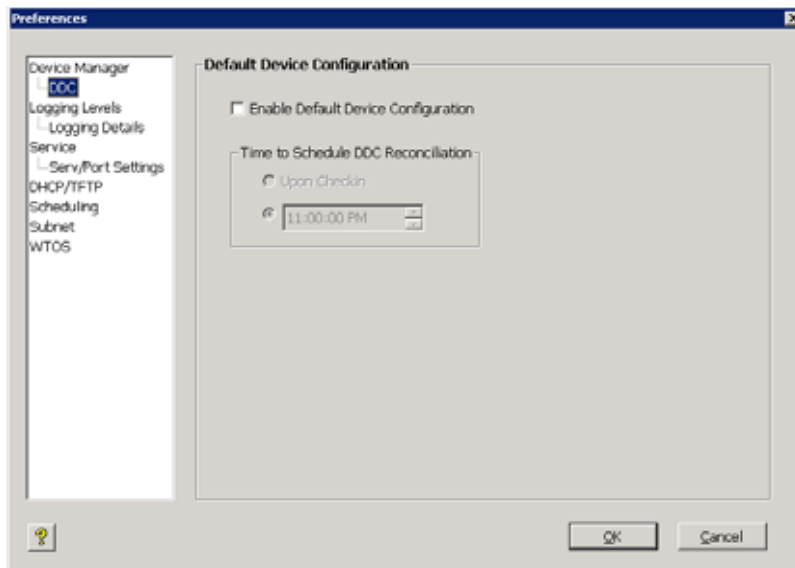 Preferences
Device Manager
DDC
Logging Levels
Logging Details
Service
Serv/Port Settings
DHCP/TFTP
Scheduling
Subnet
WTOS
Default Device Configuration
Enable Default Device Configuration
Time to Schedule DDC Reconciliation
Upon Checkin
11:00:00 PM
OK
Cancel